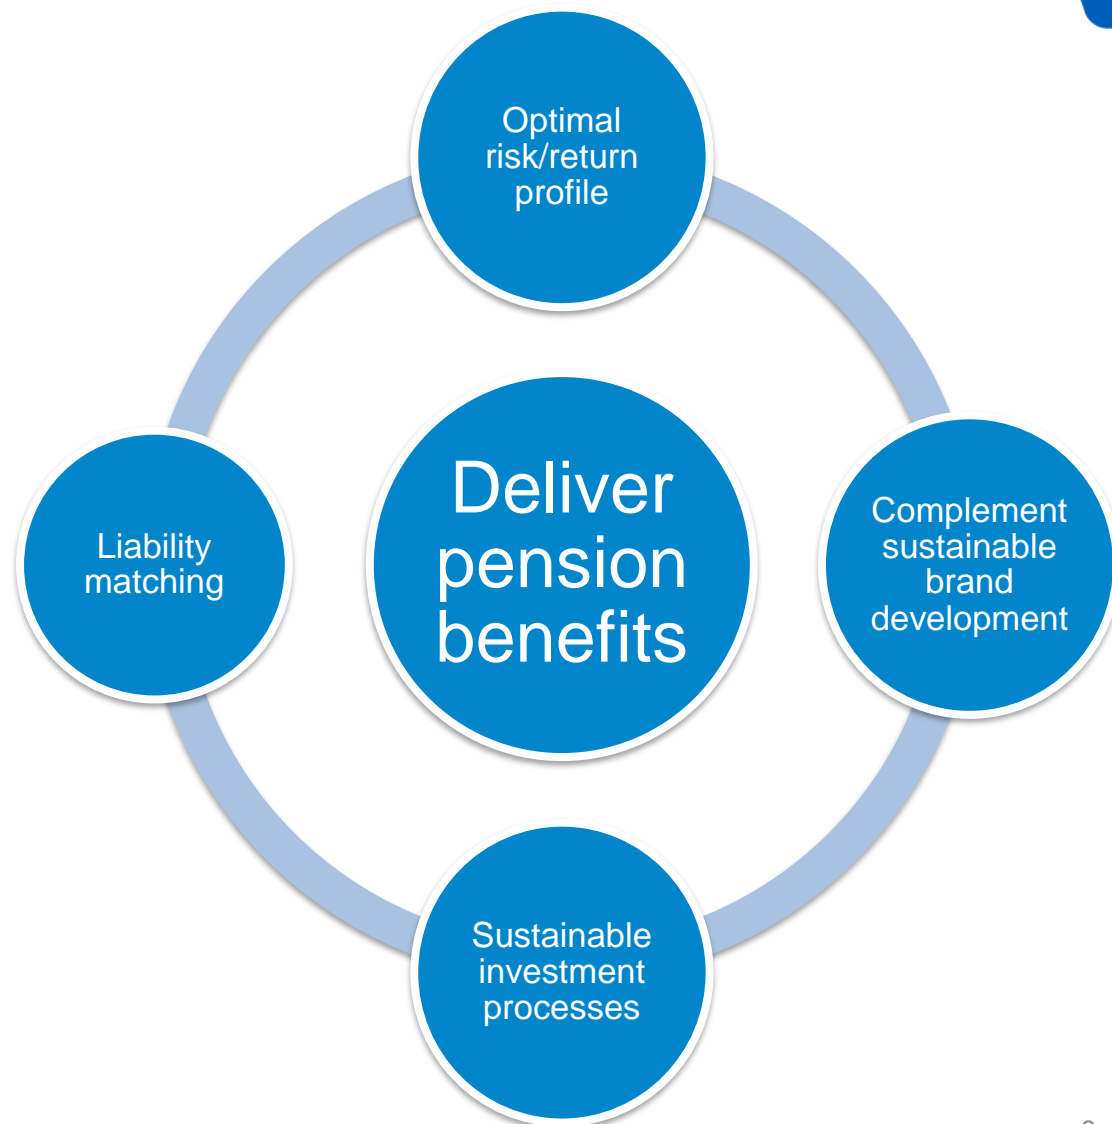 Optimal
risk/return
profile
Deliver
pension
benefits
Liability
matching
Complement
sustainable
brand
development
Sustainable
investment
processes